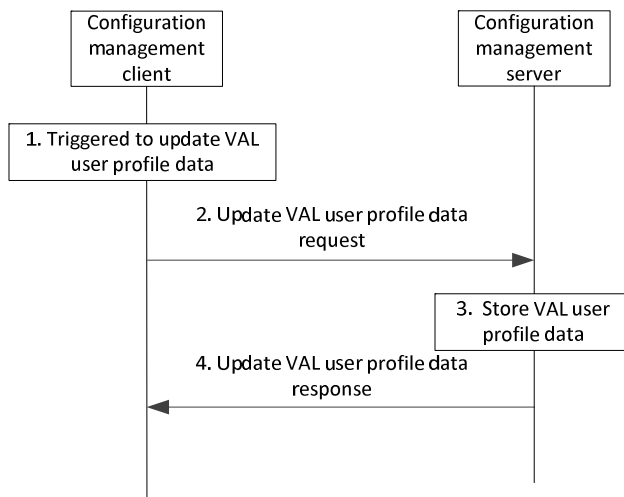 Configuration
management
client
Configuration
management
server
1. Triggered to update VAL
user profile data
2. Update VAL user profile data
request
3. Store VAL user
profile data
4. Update VAL user profile data
response